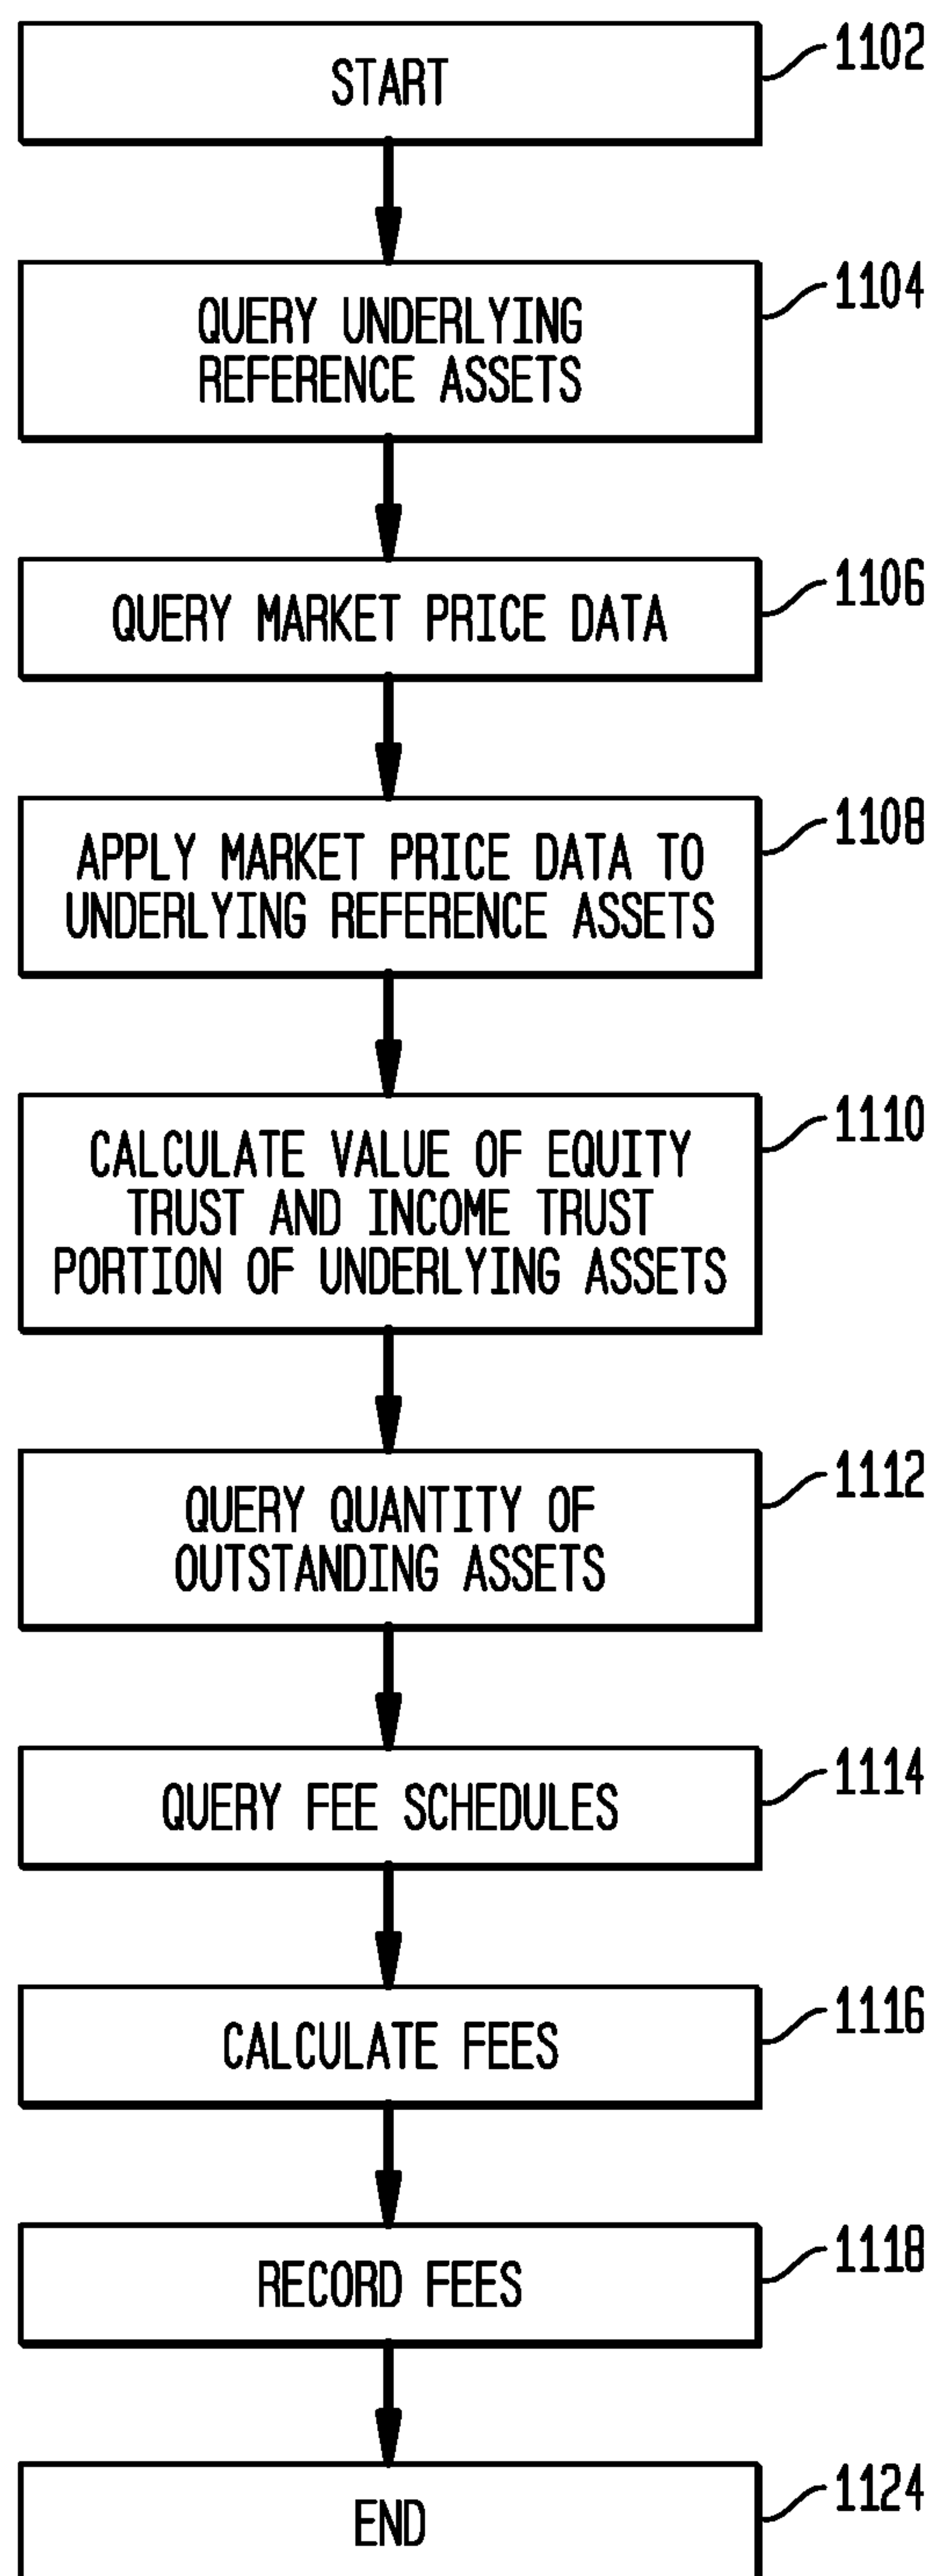 START
1102
QUERY UNDERLYING
REFERENCE ASSETS
1104
QUERY MARKET PRICE DATA
1106
APPLY MARKET PRICE DATA TO
UNDERLYING REFERENCE ASSETS
1108
CALCULATE VALUE OF EQUITY
TRUST AND INCOME TRUST
PORTION OF UNDERLYING ASSETS
1110
QUERY QUANTITY OF
OUTSTANDING ASSETS
1112
QUERY FEE SCHEDULES
1114
CALCULATE FEES
1116
RECORD FEES
1118
END
1124